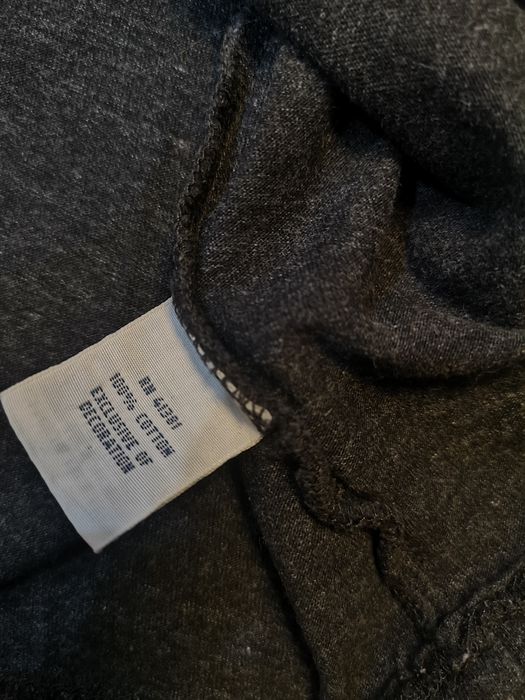 RN 41381
100% COTTON
EXCLUSIVE OF
DECORATION